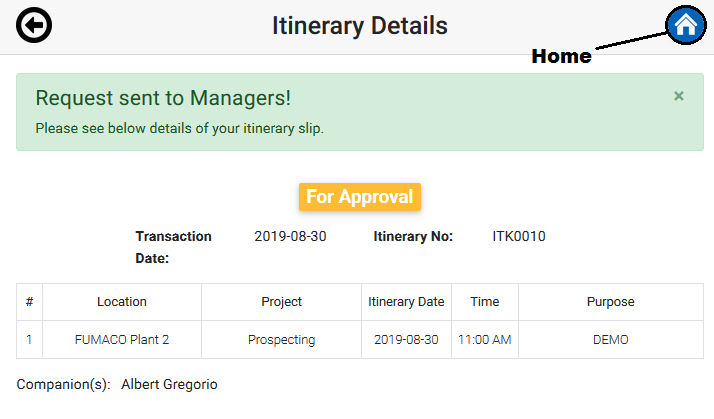 Itinerary Details
Home
Request sent to Managers!
×
Please see below details of your itinerary slip.
For Approval
Transaction Date: 2019-08-30 Itinerary No: ITK0010
# Location Project Itinerary Date Time Purpose
1 FUMACO Plant 2 Prospecting 2019-08-30 11:00 AM DEMO
Companion(s): Albert Gregorio